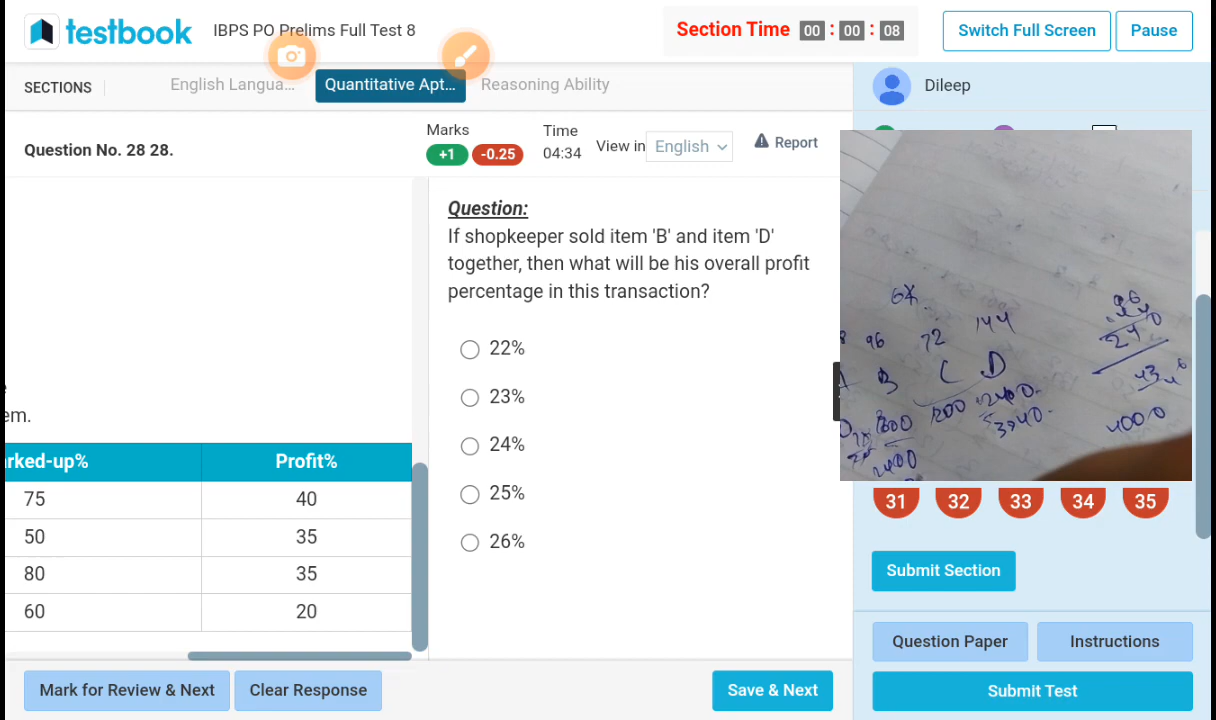 testbook IBPS PO Prelims Full Test 8 Section Time 00 : 00 : 08 Switch Full Screen Pause
SECTIONS English Langua... Quantitative Apt... Reasoning Ability Dileep
Question No. 28 28. Marks +1 -0.25 Time 04:34 View in English Report
Question:
If shopkeeper sold item 'B' and item 'D'
together, then what will be his overall profit
percentage in this transaction?
22%
23%
24%
25%
26%
em.
rked-up% Profit%
75 40
50 35
80 35
60 20
96 72 144
B C D
1200 2400
4000
2400
31 32 33 34 35
Submit Section
Question Paper Instructions
Mark for Review & Next Clear Response Save & Next Submit Test